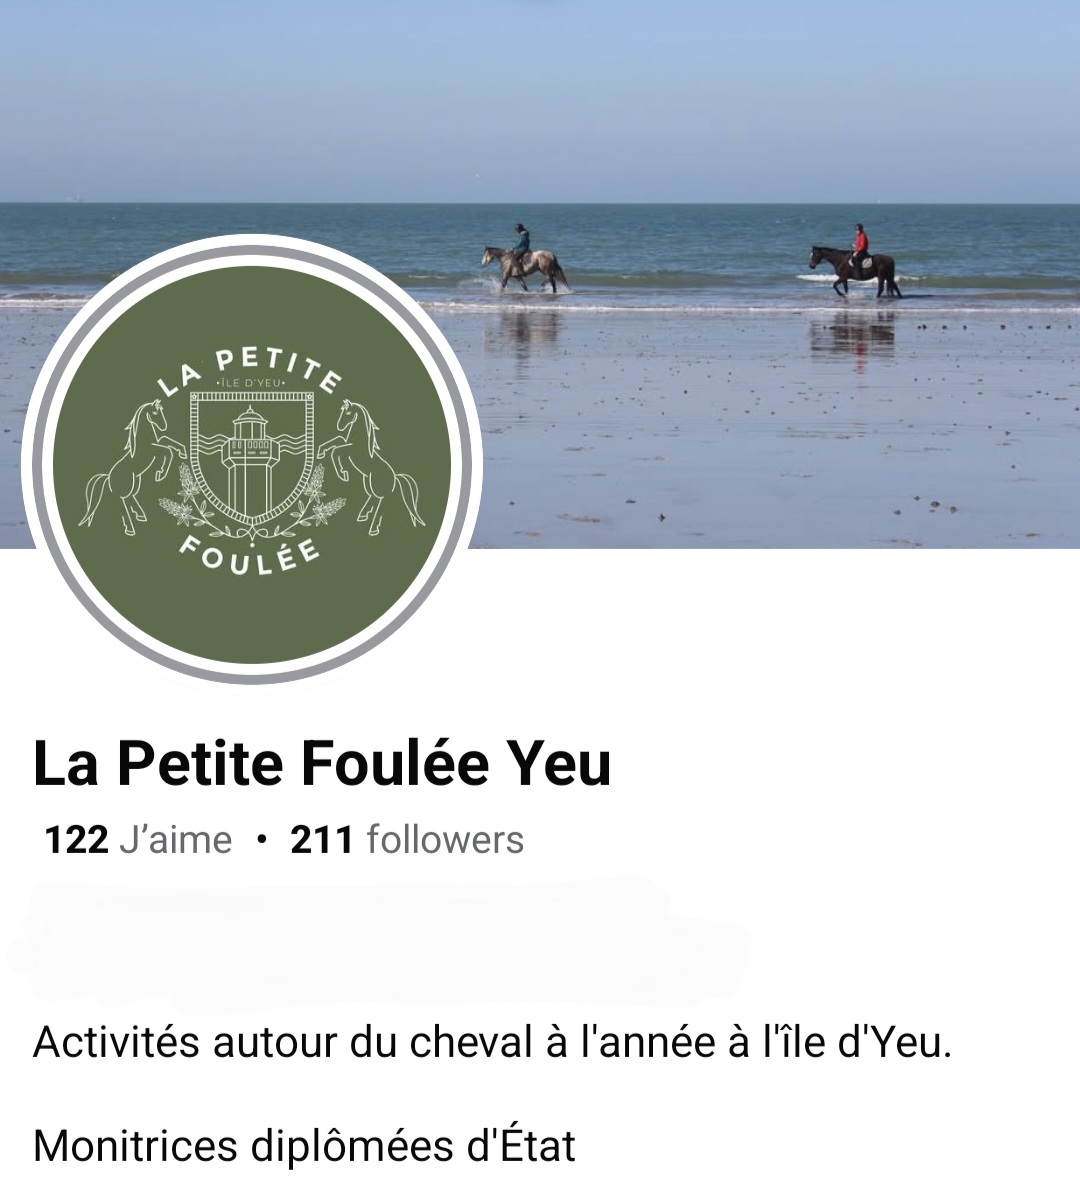 LA PETITE
•ÎLE D'YEU•
FOULÉE
La Petite Foulée Yeu
122 J’aime • 211 followers
Activités autour du cheval à l'année à l'île d'Yeu.
Monitrices diplômées d'État